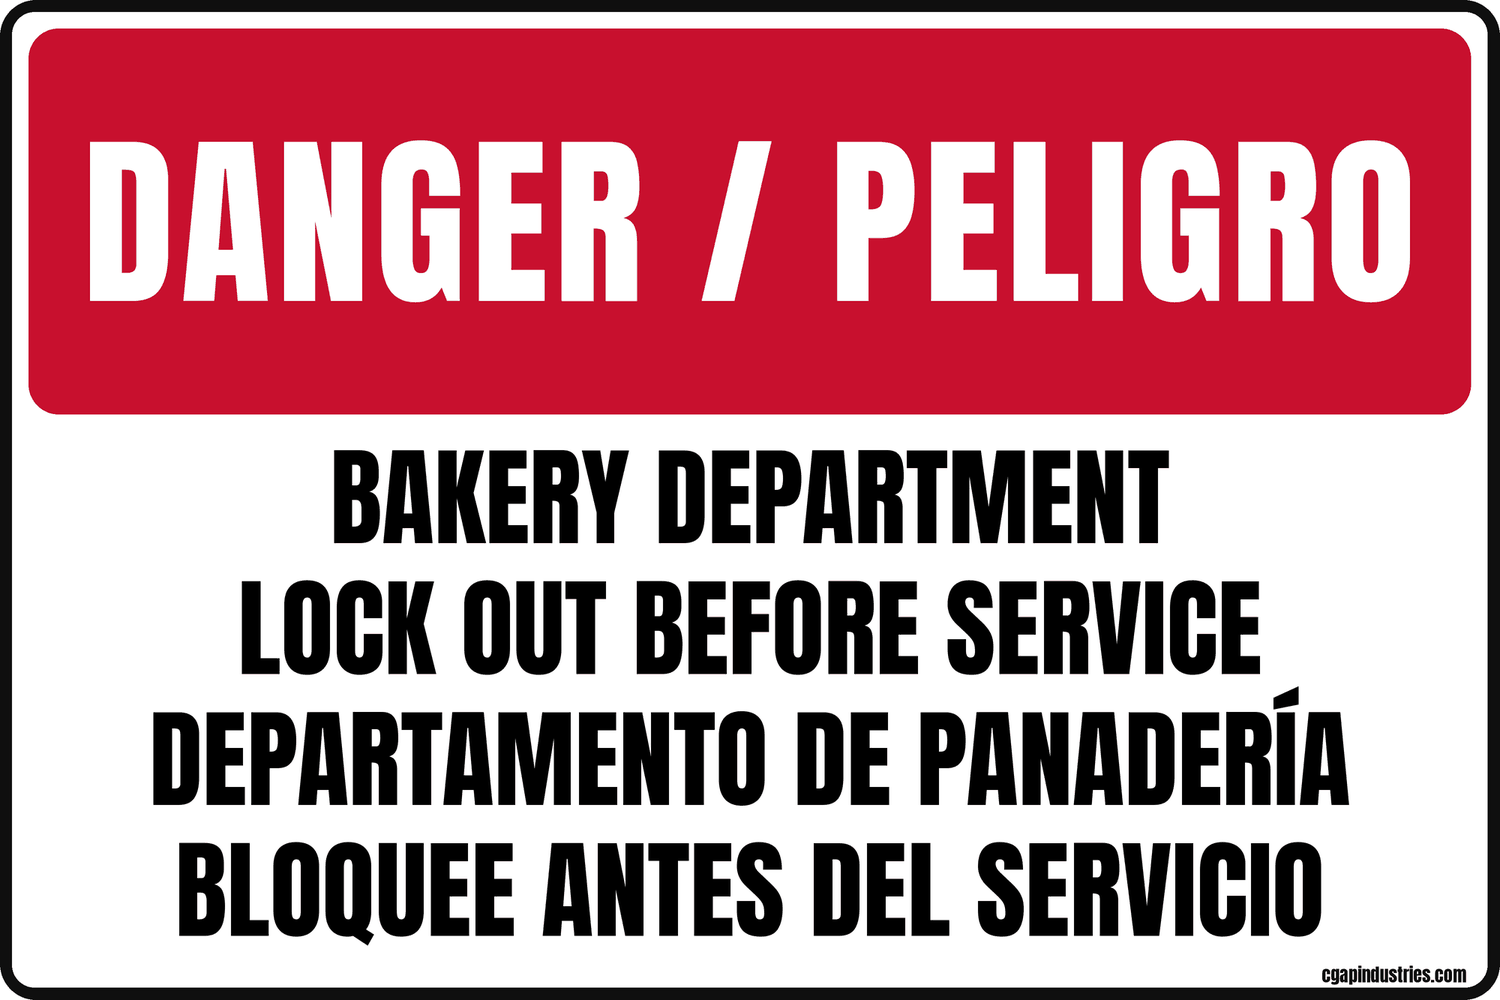 DANGER / PELIGRO
BAKERY DEPARTMENT
LOCK OUT BEFORE SERVICE
DEPARTAMENTO DE PANADERÍA
BLOQUEE ANTES DEL SERVICIO
cgapindustries.com